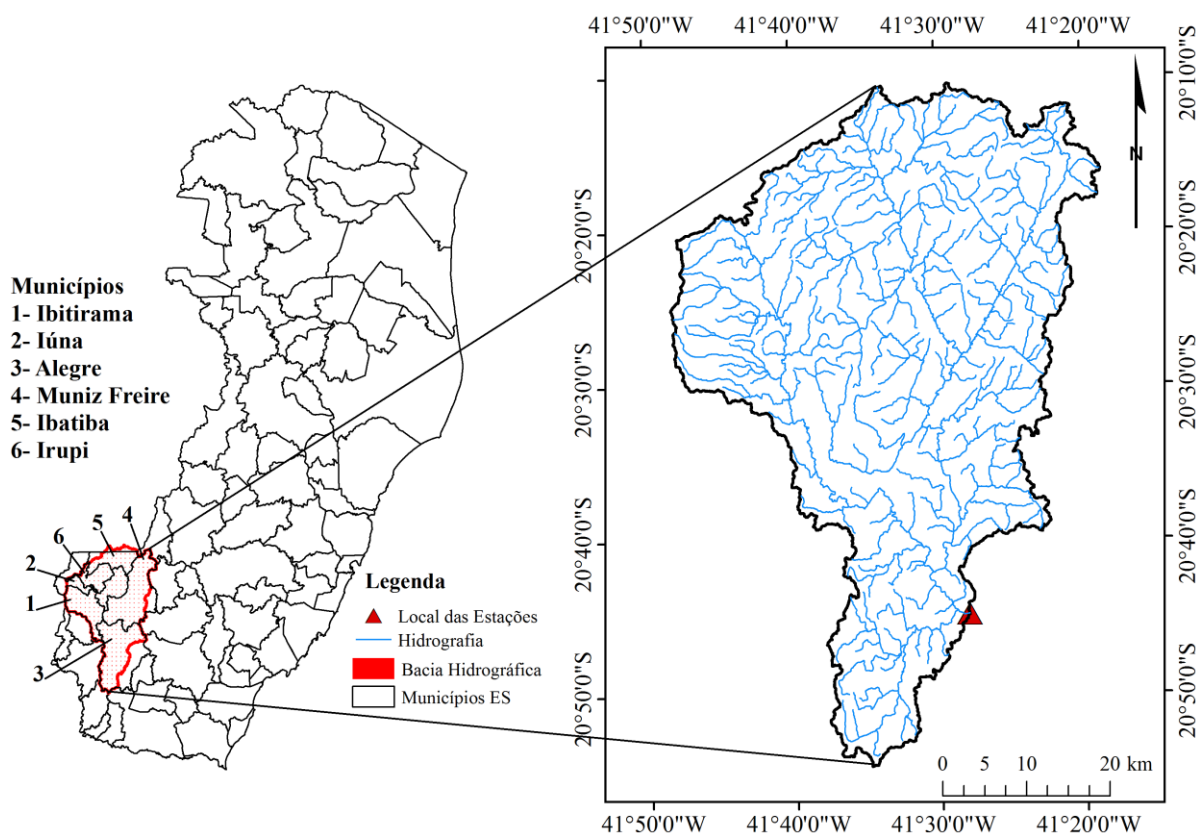 41°50'0"W 41°40'0"W 41°30'0"W 41°20'0"W
20°10'0"S
20°20'0"S
20°30'0"S
20°40'0"S
20°50'0"S
N
20°20'0"S
20°30'0"S
20°40'0"S
20°50'0"S
Municípios
1- Ibitirama
2- Iúna
3- Alegre
4- Muniz Freire
5- Ibatiba
6- Irupi
4
5
6
2
1
3
Legenda
Local das Estações
Hidrografia
Bacia Hidrográfica
Municípios ES
0 5 10 20 km
41°50'0"W 41°40'0"W 41°30'0"W 41°20'0"W